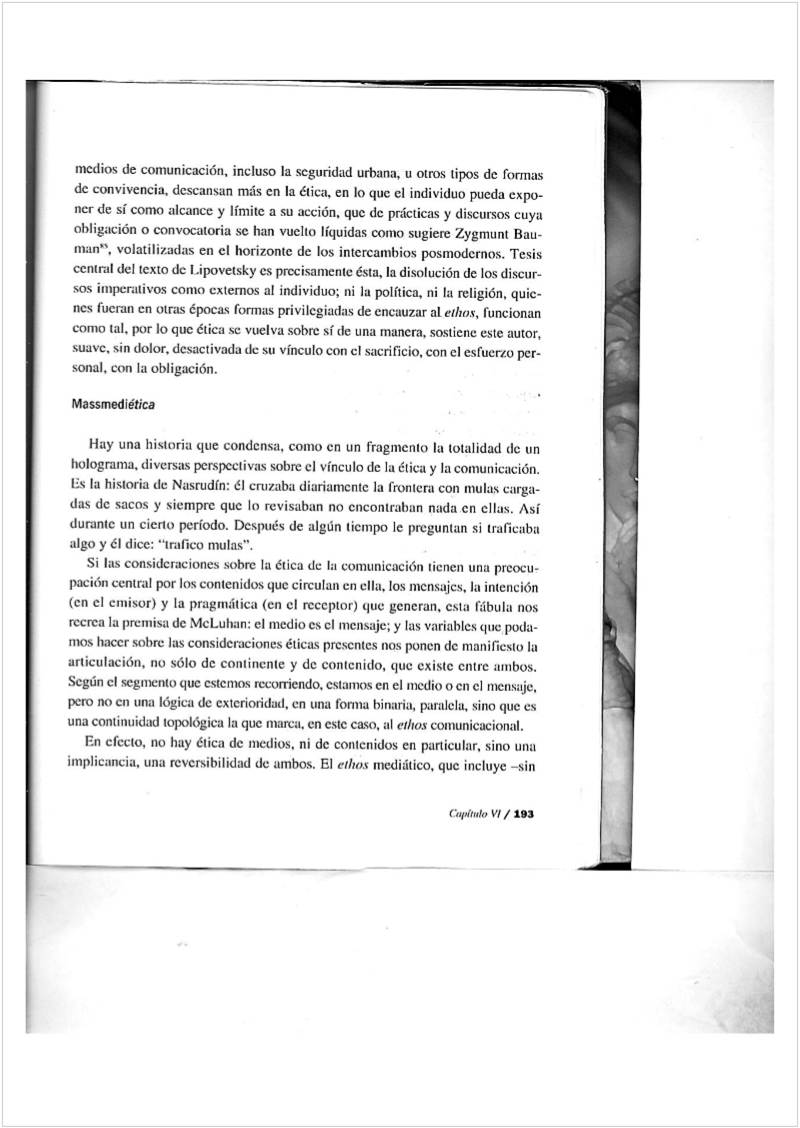 medios de comunicación, incluso la seguridad urbana, u otros tipos de formas
de convivencia, descansan más en la ética, en lo que el individuo pueda expo-
ner de sí como alcance y límite a su acción, que de prácticas y discursos cuya
obligación o convocatoria se han vuelto líquidas como sugiere Zygmunt Bau-
man, volatilizadas en el horizonte de los intercambios posmodernos. Tesis
central del texto de Lipovetsky es precisamente ésta, la disolución de los discur-
sos imperativos como externos al individuo; ni la política, ni la religión, quie-
nes fueran en otras épocas formas privilegiadas de encauzar al ethos, funcionan
como tal, por lo que ética se vuelva sobre sí de una manera, sostiene este autor,
suave, sin dolor, desactivada de su vínculo con el sacrificio, con el esfuerzo per-
sonal, con la obligación.
Massmediética
Hay una historia que condensa, como en un fragmento la totalidad de un
holograma, diversas perspectivas sobre el vínculo de la ética y la comunicación.
Es la historia de Nasrudín: él cruzaba diariamente la frontera con mulas carga-
das de sacos y siempre que lo revisaban no encontraban nada en ellas. Así
durante un cierto período. Después de algún tiempo le preguntan si traficaba
algo y él dice: “trafico mulas”.
Si las consideraciones sobre la ética de la comunicación tienen una preocu-
pación central por los contenidos que circulan en ella, los mensajes, la intención
(en el emisor) y la pragmática (en el receptor) que generan, esta fábula nos
recrea la premisa de McLuhan: el medio es el mensaje; y las variables que poda-
mos hacer sobre las consideraciones éticas presentes nos ponen de manifiesto la
articulación, no sólo de continente y de contenido, que existe entre ambos.
Según el segmento que estemos recorriendo, estamos en el medio o en el mensaje,
pero no en una lógica de exterioridad, en una forma binaria, paralela, sino que es
una continuidad topológica la que marca, en este caso, al ethos comunicacional.
En efecto, no hay ética de medios, ni de contenidos en particular, sino una
implicancia, una reversibilidad de ambos. El ethos mediático, que incluye –sin
Capítulo VI / 193